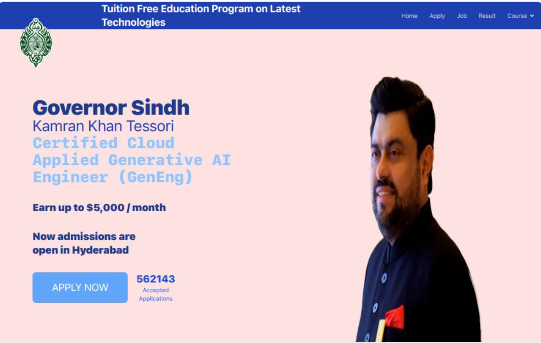 Tuition Free Education Program on Latest
Technologies
Home Apply Job Result Course
Governor Sindh
Kamran Khan Tessori
Certified Cloud
Applied Generative AI
Engineer (GenEng)
Earn up to $5,000 / month
Now admissions are
open in Hyderabad
APPLY NOW
562143
Accepted
Applications